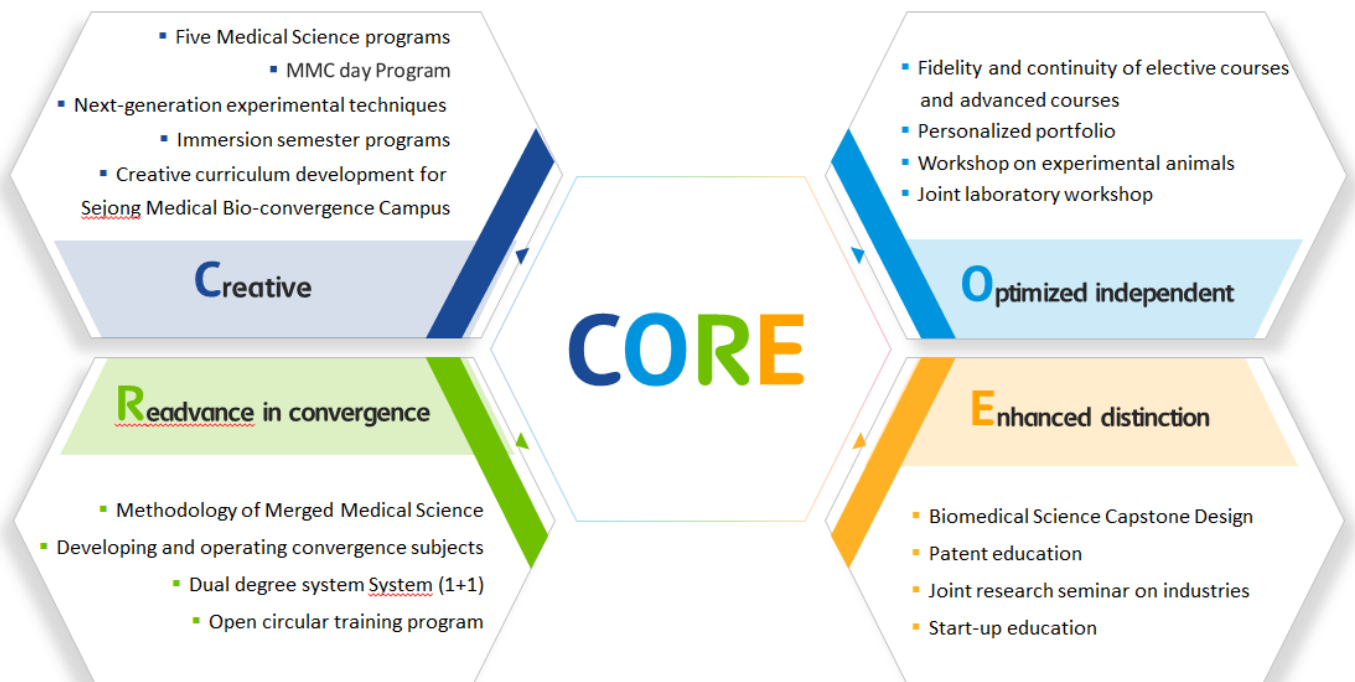 ▪ Five Medical Science programs
▪ MMC day Program
▪ Next-generation experimental techniques
▪ Immersion semester programs
▪ Creative curriculum development for
Sejong Medical Bio-convergence Campus
Creative
▪ Fidelity and continuity of elective courses
and advanced courses
▪ Personalized portfolio
▪ Workshop on experimental animals
▪ Joint laboratory workshop
Optimized independent
CORE
Readvance in convergence
▪ Methodology of Merged Medical Science
▪ Developing and operating convergence subjects
▪ Dual degree system System (1+1)
▪ Open circular training program
Enhanced distinction
▪ Biomedical Science Capstone Design
▪ Patent education
▪ Joint research seminar on industries
▪ Start-up education